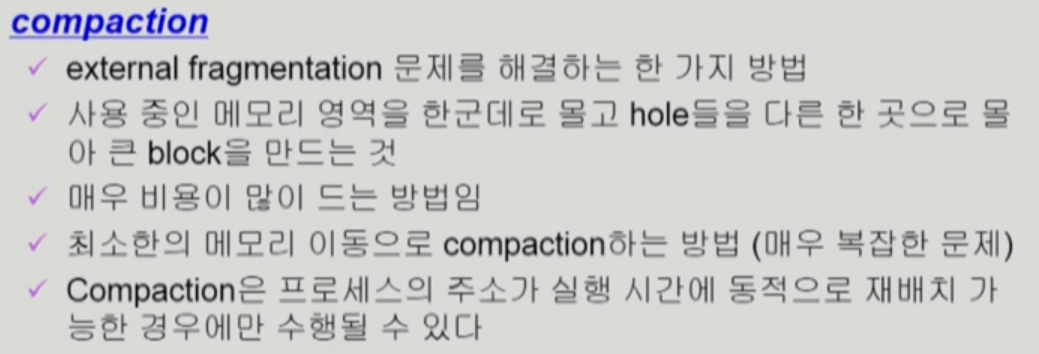 compaction
✓ external fragmentation 문제를 해결하는 한 가지 방법
✓ 사용 중인 메모리 영역을 한군데로 몰고 hole들을 다른 한 곳으로 몰
아 큰 block을 만드는 것
✓ 매우 비용이 많이 드는 방법임
✓ 최소한의 메모리 이동으로 compaction하는 방법 (매우 복잡한 문제)
✓ Compaction은 프로세스의 주소가 실행 시간에 동적으로 재배치 가
능한 경우에만 수행될 수 있다